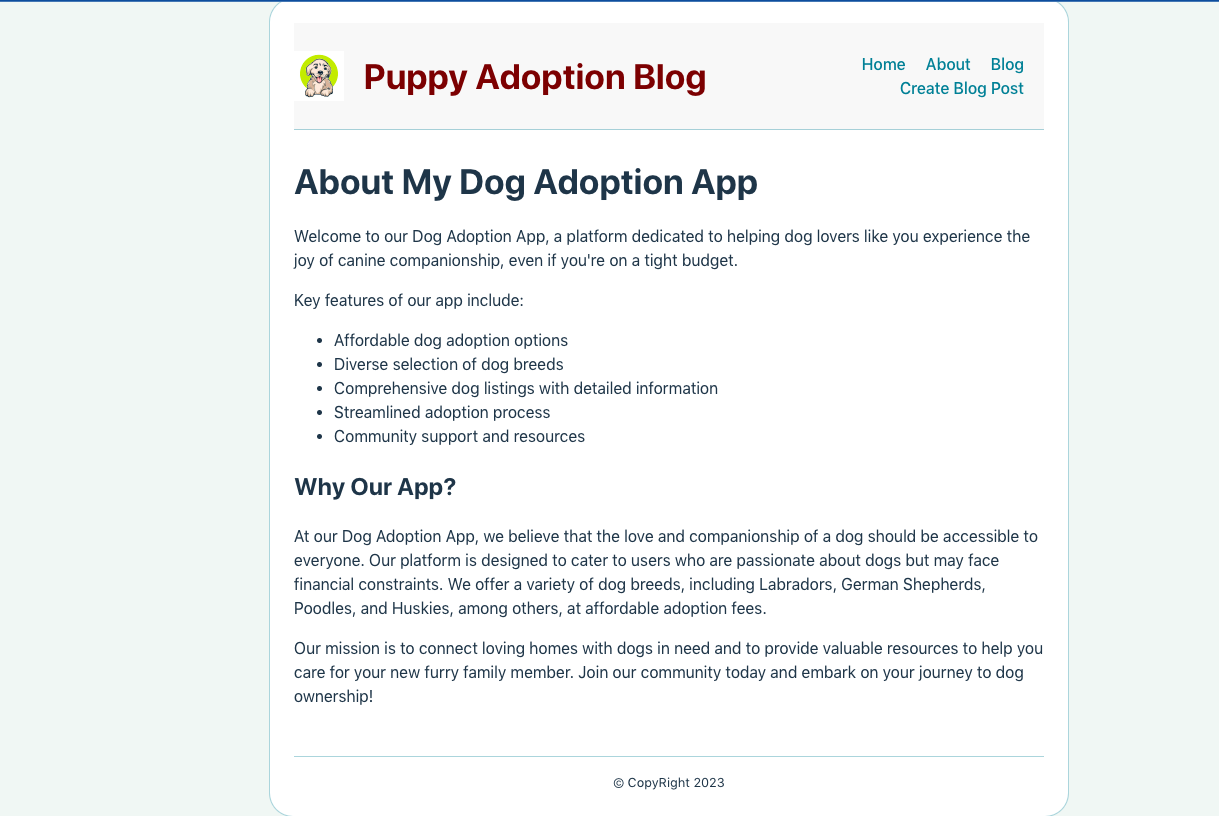 Puppy Adoption Blog
Home About Blog
Create Blog Post
About My Dog Adoption App
Welcome to our Dog Adoption App, a platform dedicated to helping dog lovers like you experience the
joy of canine companionship, even if you're on a tight budget.
Key features of our app include:
• Affordable dog adoption options
• Diverse selection of dog breeds
• Comprehensive dog listings with detailed information
• Streamlined adoption process
• Community support and resources
Why Our App?
At our Dog Adoption App, we believe that the love and companionship of a dog should be accessible to
everyone. Our platform is designed to cater to users who are passionate about dogs but may face
financial constraints. We offer a variety of dog breeds, including Labradors, German Shepherds,
Poodles, and Huskies, among others, at affordable adoption fees.
Our mission is to connect loving homes with dogs in need and to provide valuable resources to help you
care for your new furry family member. Join our community today and embark on your journey to dog
ownership!
© CopyRight 2023